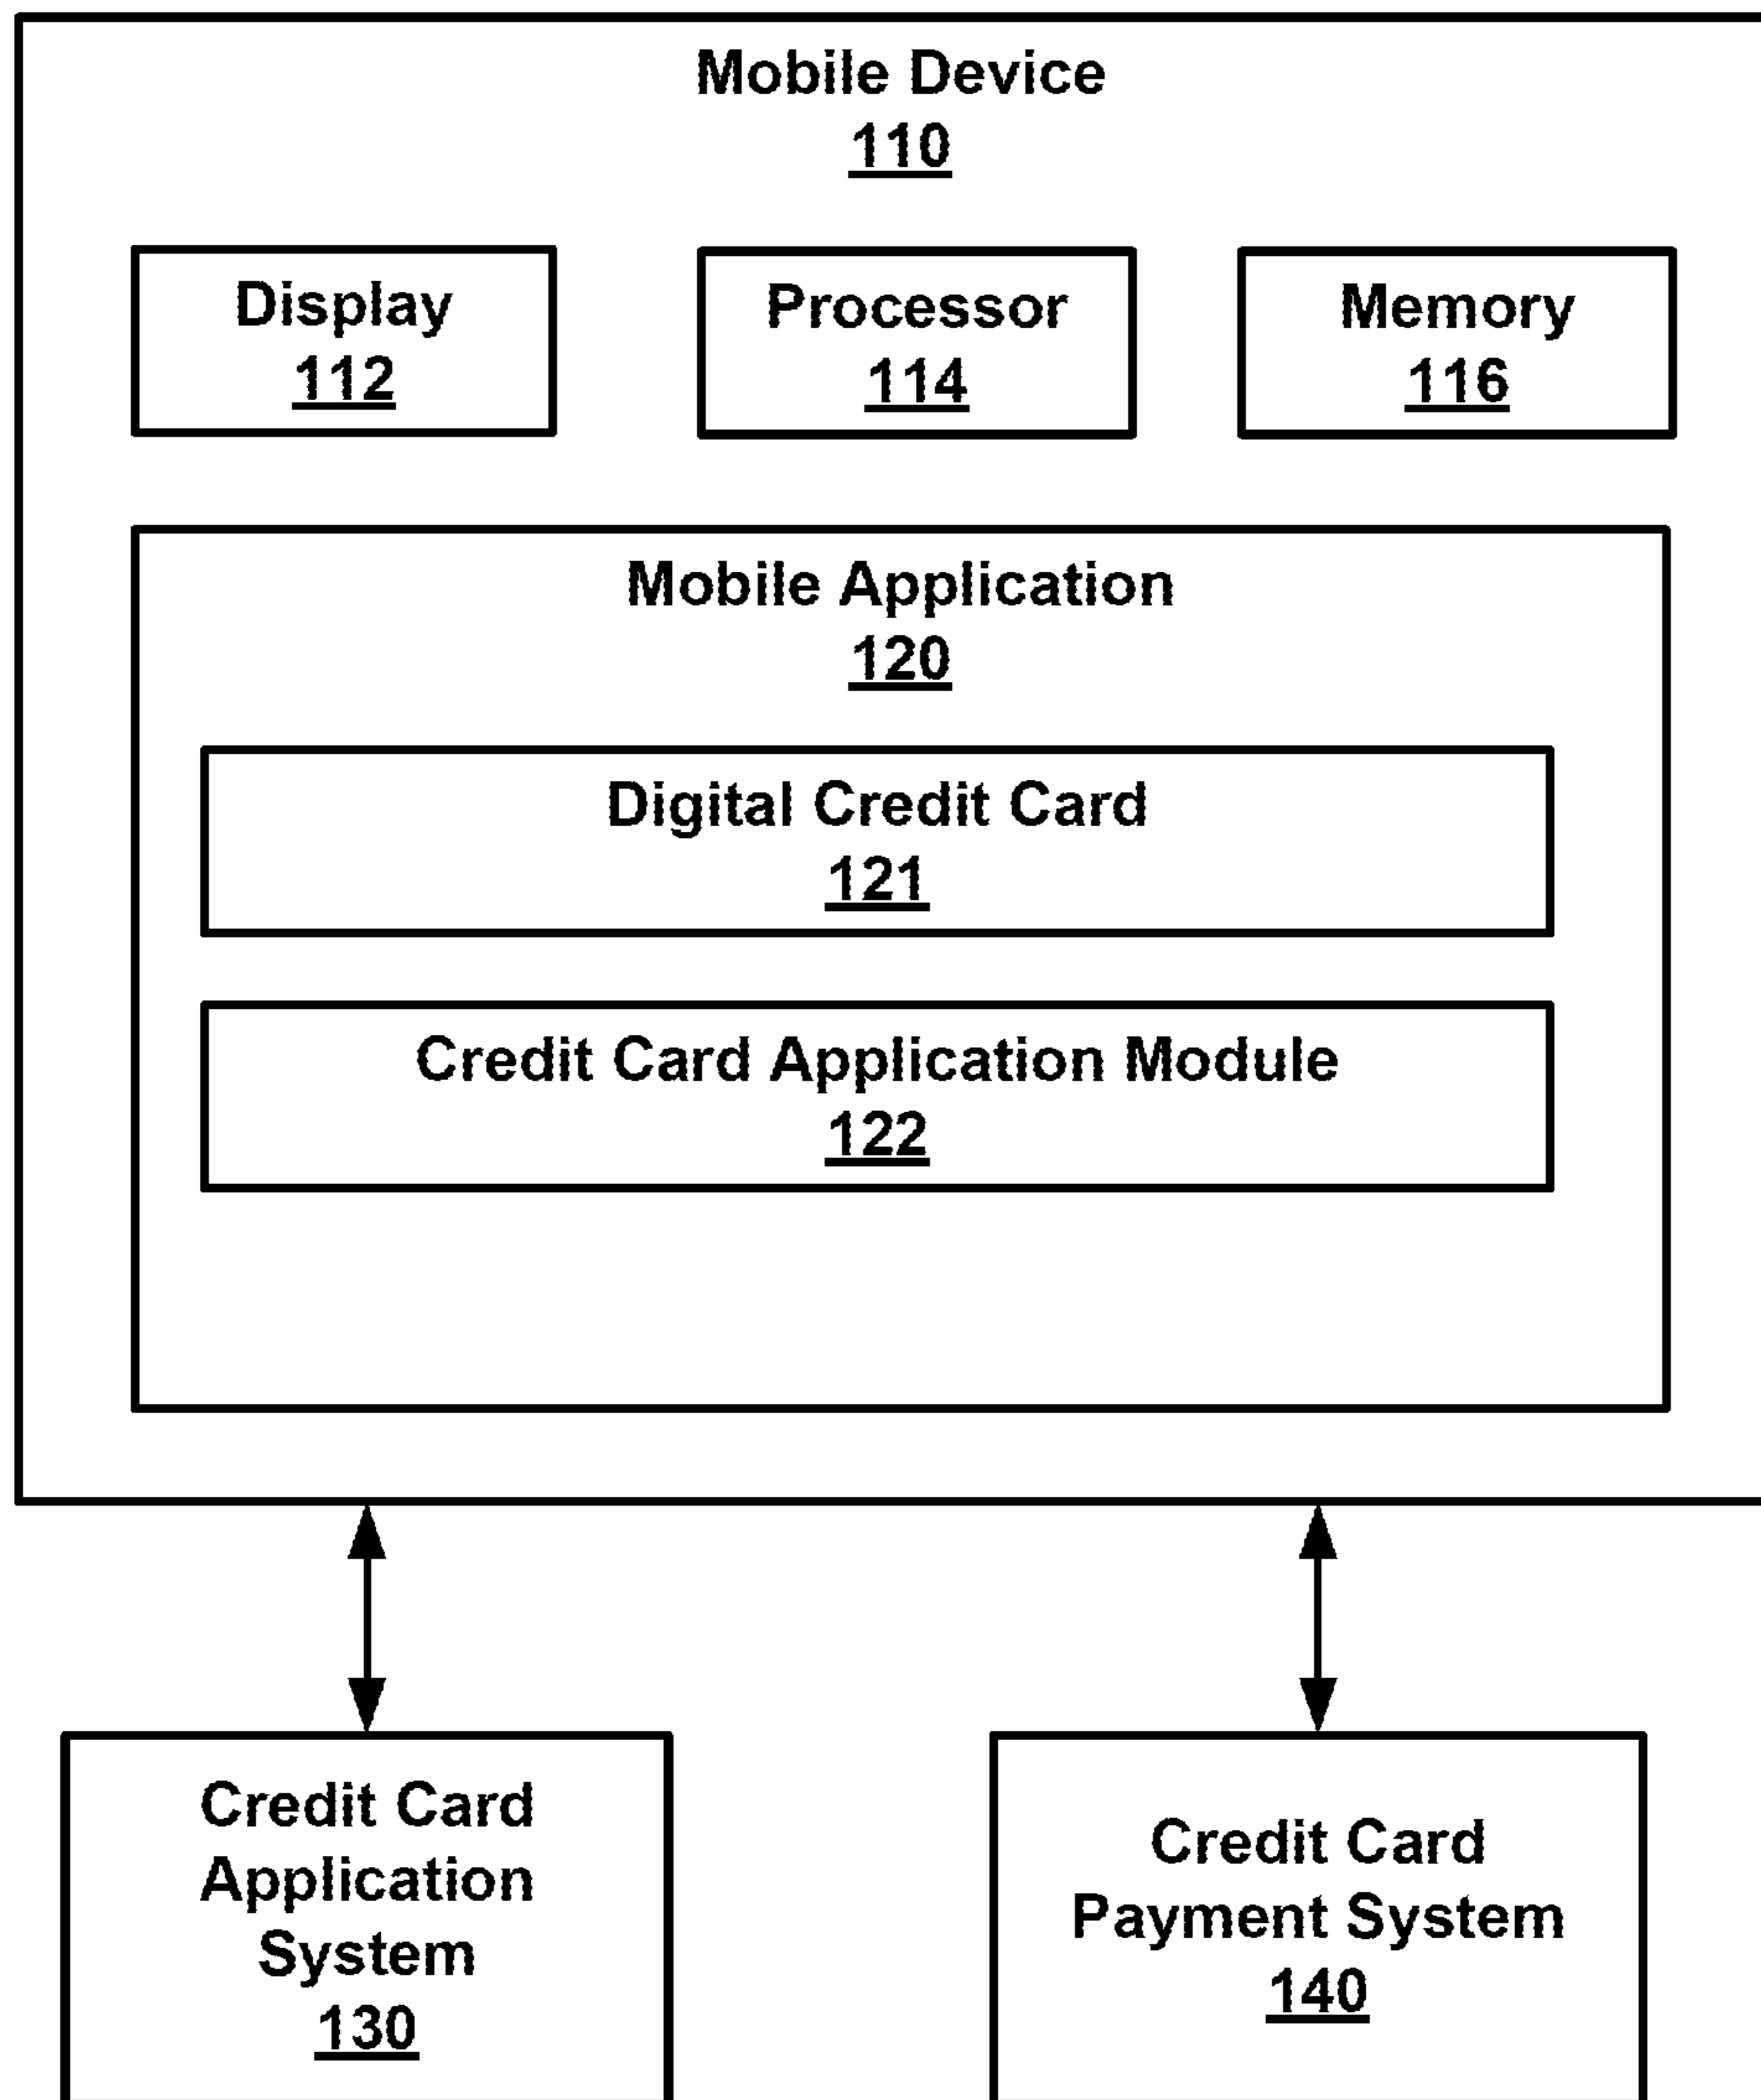 Mobile Device
110
Display
112
Processor
114
Memory
116
Mobile Application
120
Digital Credit Card
121
Credit Card Application Module
122
Credit Card
Application
System
130
Credit Card
Payment System
140